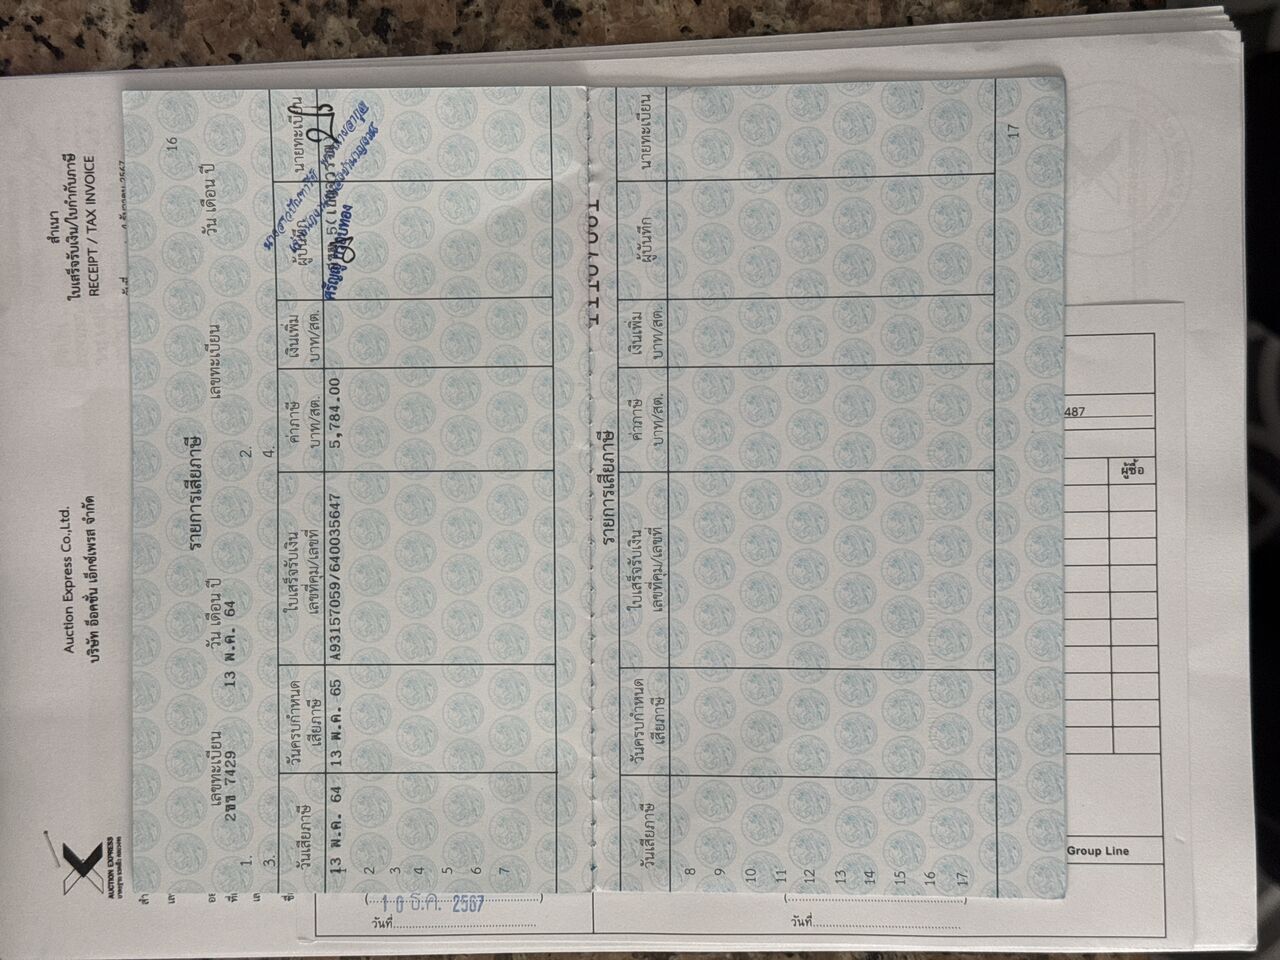 สำเนา
ใบเสร็จรับเงิน/ใบกำกับภาษี
RECEIPT / TAX INVOICE
Auction Express Co.,Ltd.
บริษัท อ๊อคชั่น เอ็กซ์เพรส จำกัด
AUCTION EXPRESS
16
รายการเสียภาษี
เลขทะเบียน วัน เดือน ปี เลขทะเบียน วัน เดือน ปี
1. 2ขข 7429 13 พ.ค. 64 2.
3. 4.
วันเสียภาษี วันครบกำหนดเสียภาษี ใบเสร็จรับเงิน เลขที่คุม/เลขที่ ค่าภาษี บาท/สต. เงินเพิ่ม บาท/สต. ผู้บันทึก นายทะเบียน
1 13 พ.ค. 64 13 พ.ค. 65 A93157059/640035647 5,784.00
2
3
4
5
6
7
รายการเสียภาษี
วันเสียภาษี วันครบกำหนดเสียภาษี ใบเสร็จรับเงิน เลขที่คุม/เลขที่ ค่าภาษี บาท/สต. เงินเพิ่ม บาท/สต. ผู้บันทึก นายทะเบียน
8
9
10
11
12
13
14
15
16
17.
17
487
ผู้ซื้อ
Group Line
(10 ธ.ค. 2567)
วันที่
วันที่